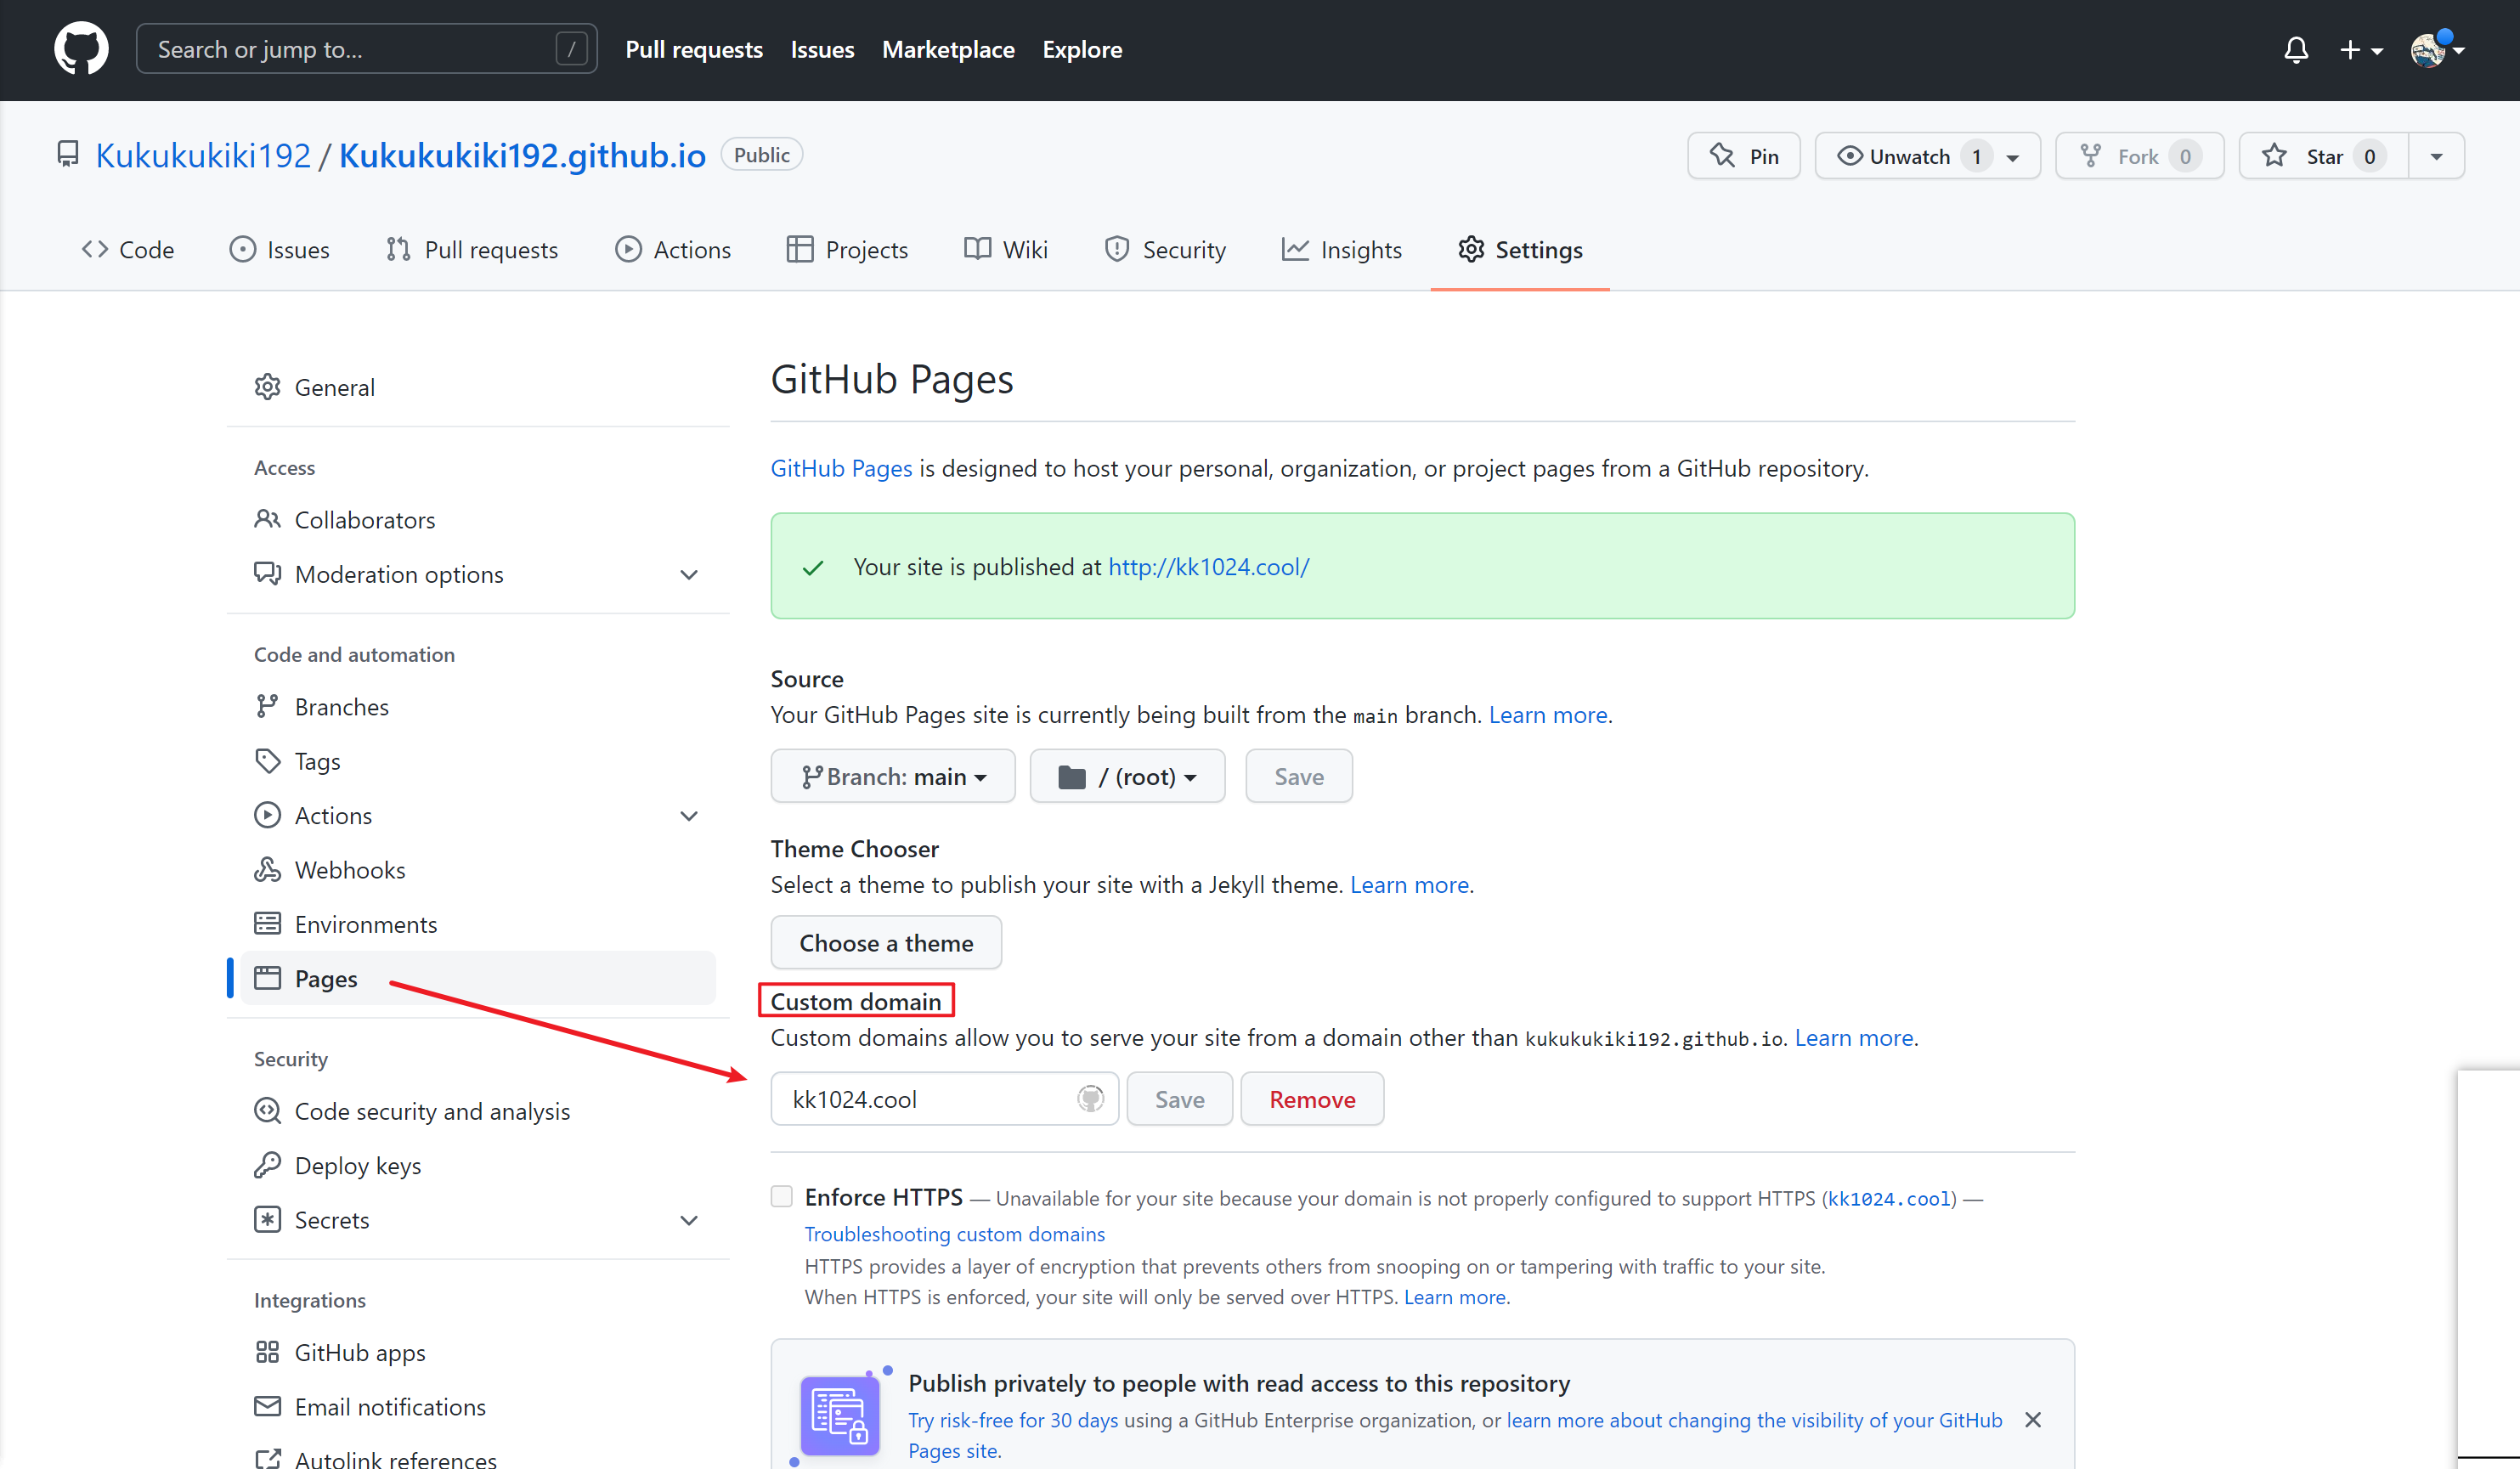 Search or jump to... / Pull requests Issues Marketplace Explore
Kukukukiki192 / Kukukukiki192.github.io Public Pin Unwatch 1 Fork 0 Star 0
Code Issues Pull requests Actions Projects Wiki Security Insights Settings
General
Access
Collaborators
Moderation options
Code and automation
Branches
Tags
Actions
Webhooks
Environments
Pages
Security
Code security and analysis
Deploy keys
Secrets
Integrations
GitHub apps
Email notifications
Autolink references
GitHub Pages
GitHub Pages is designed to host your personal, organization, or project pages from a GitHub repository.
Your site is published at http://kk1024.cool/
Source
Your GitHub Pages site is currently being built from the main branch. Learn more.
Branch: main / (root) Save
Theme Chooser
Select a theme to publish your site with a Jekyll theme. Learn more.
Choose a theme
Custom domain
Custom domains allow you to serve your site from a domain other than kukukukiki192.github.io. Learn more.
kk1024.cool Save Remove
Enforce HTTPS — Unavailable for your site because your domain is not properly configured to support HTTPS (kk1024.cool) —
Troubleshooting custom domains
HTTPS provides a layer of encryption that prevents others from snooping on or tampering with traffic to your site.
When HTTPS is enforced, your site will only be served over HTTPS. Learn more.
Publish privately to people with read access to this repository
Try risk-free for 30 days using a GitHub Enterprise organization, or learn more about changing the visibility of your GitHub
Pages site.